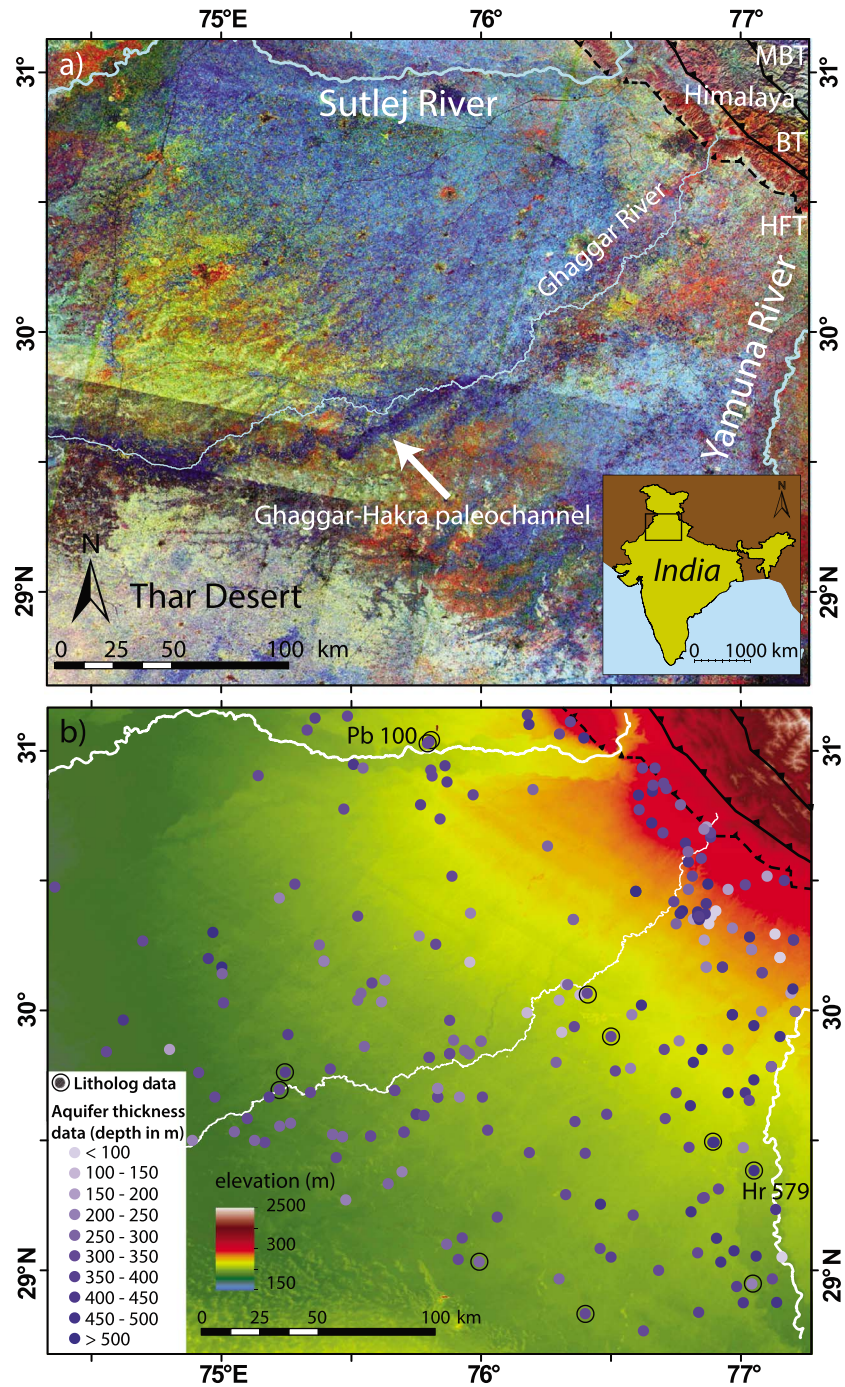 75°E
76°
77°
a)
31°
31°
MBT
Sutlej River
Himalaya
BT
Ghaggar River
HFT
30°
30°
Yamuna River
Ghaggar-Hakra paleochannel
N
N
India
29°N
29°N
Thar Desert
0 25 50 100 km
0 1000 km
b)
Pb 100
31°
31°
30°
30°
Litholog data
Aquifer thickness
data (depth in m)
< 100
100 - 150
150 - 200
200 - 250
250 - 300
300 - 350
350 - 400
400 - 450
450 - 500
> 500
elevation (m)
2500
300
150
Hr 579
29°N
29°N
0 25 50 100 km
75°E
76°
77°